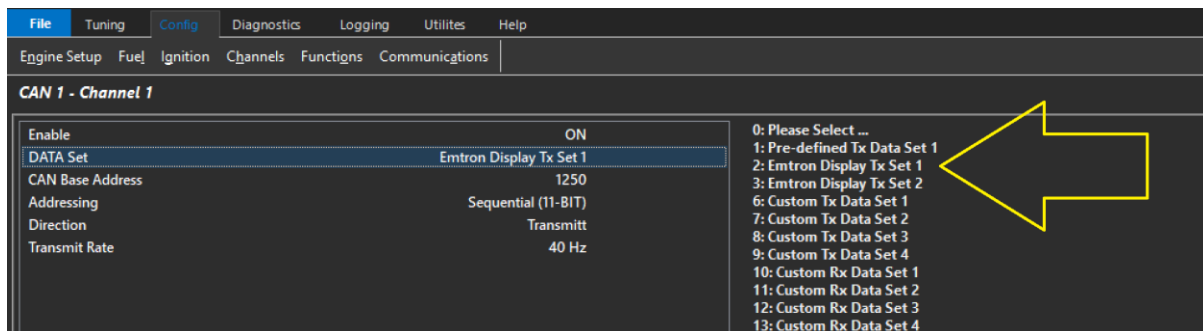 File Tuning Config Diagnostics Logging Utilites Help
Engine Setup Fuel Ignition Channels Functions Communications
CAN 1 - Channel 1
Enable ON
DATA Set Emtron Display Tx Set 1
CAN Base Address 1250
Addressing Sequential (11-BIT)
Direction Transmitt
Transmit Rate 40 Hz
0: Please Select ...
1: Pre-defined Tx Data Set 1
2: Emtron Display Tx Set 1
3: Emtron Display Tx Set 2
6: Custom Tx Data Set 1
7: Custom Tx Data Set 2
8: Custom Tx Data Set 3
9: Custom Tx Data Set 4
10: Custom Rx Data Set 1
11: Custom Rx Data Set 2
12: Custom Rx Data Set 3
13: Custom Rx Data Set 4